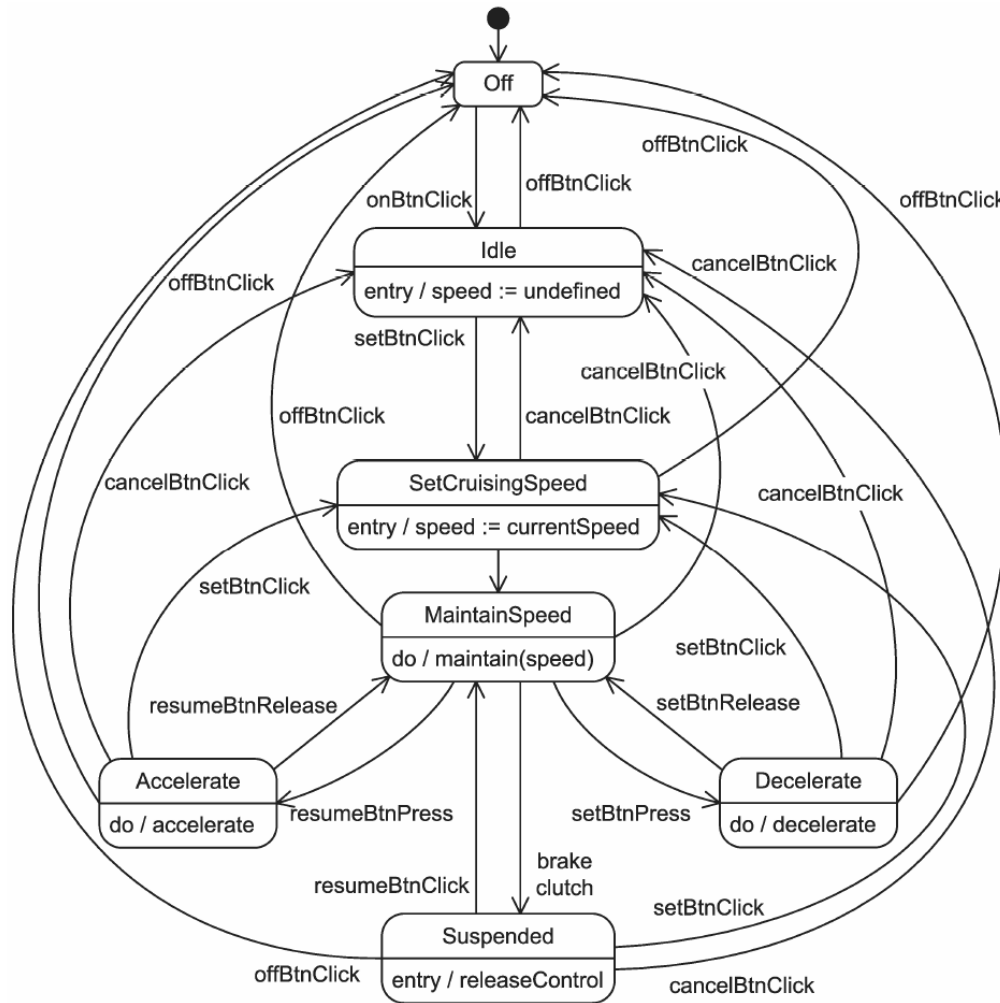 Off
offBtnClick
onBtnClick
offBtnClick
offBtnClick
Idle
entry / speed := undefined
cancelBtnClick
offBtnClick
setBtnClick
cancelBtnClick
offBtnClick
cancelBtnClick
cancelBtnClick
SetCruisingSpeed
entry / speed := currentSpeed
cancelBtnClick
setBtnClick
MaintainSpeed
do / maintain(speed)
setBtnClick
resumeBtnRelease
setBtnRelease
Accelerate
do / accelerate
Decelerate
do / decelerate
resumeBtnPress
setBtnPress
resumeBtnClick
brake
clutch
setBtnClick
Suspended
entry / releaseControl
offBtnClick
cancelBtnClick